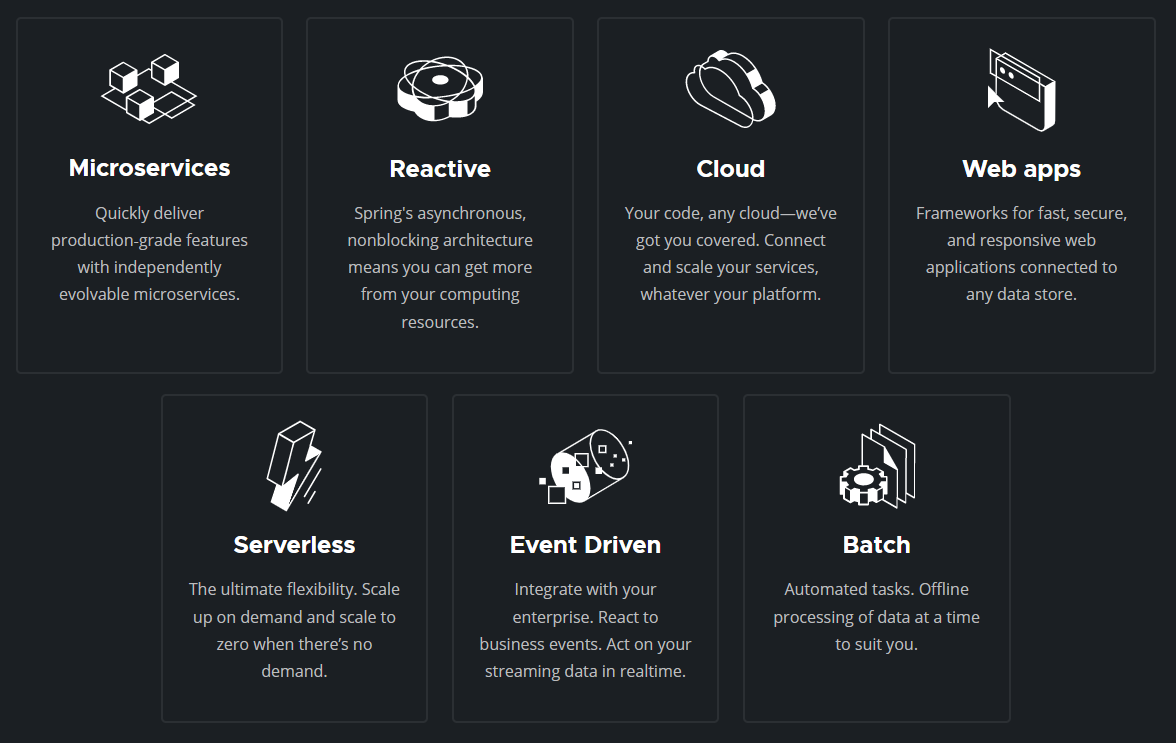 Microservices
Quickly deliver
production-grade features
with independently
evolvable microservices.
Reactive
Spring's asynchronous,
nonblocking architecture
means you can get more
from your computing
resources.
Cloud
Your code, any cloud—we’ve
got you covered. Connect
and scale your services,
whatever your platform.
Web apps
Frameworks for fast, secure,
and responsive web
applications connected to
any data store.
Serverless
The ultimate flexibility. Scale
up on demand and scale to
zero when there’s no
demand.
Event Driven
Integrate with your
enterprise. React to
business events. Act on your
streaming data in realtime.
Batch
Automated tasks. Offline
processing of data at a time
to suit you.